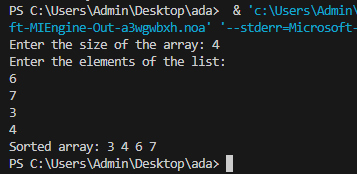 PS C:\Users\Admin\Desktop\ada>  & 'c:\Users\Adm
ft-MIEngine-Out-a3wgwbxh.noa' '--stderr=Microsoft-
Enter the size of the array: 4
Enter the elements of the list:
6
7
3
4
Sorted array: 3 4 6 7
PS C:\Users\Admin\Desktop\ada>